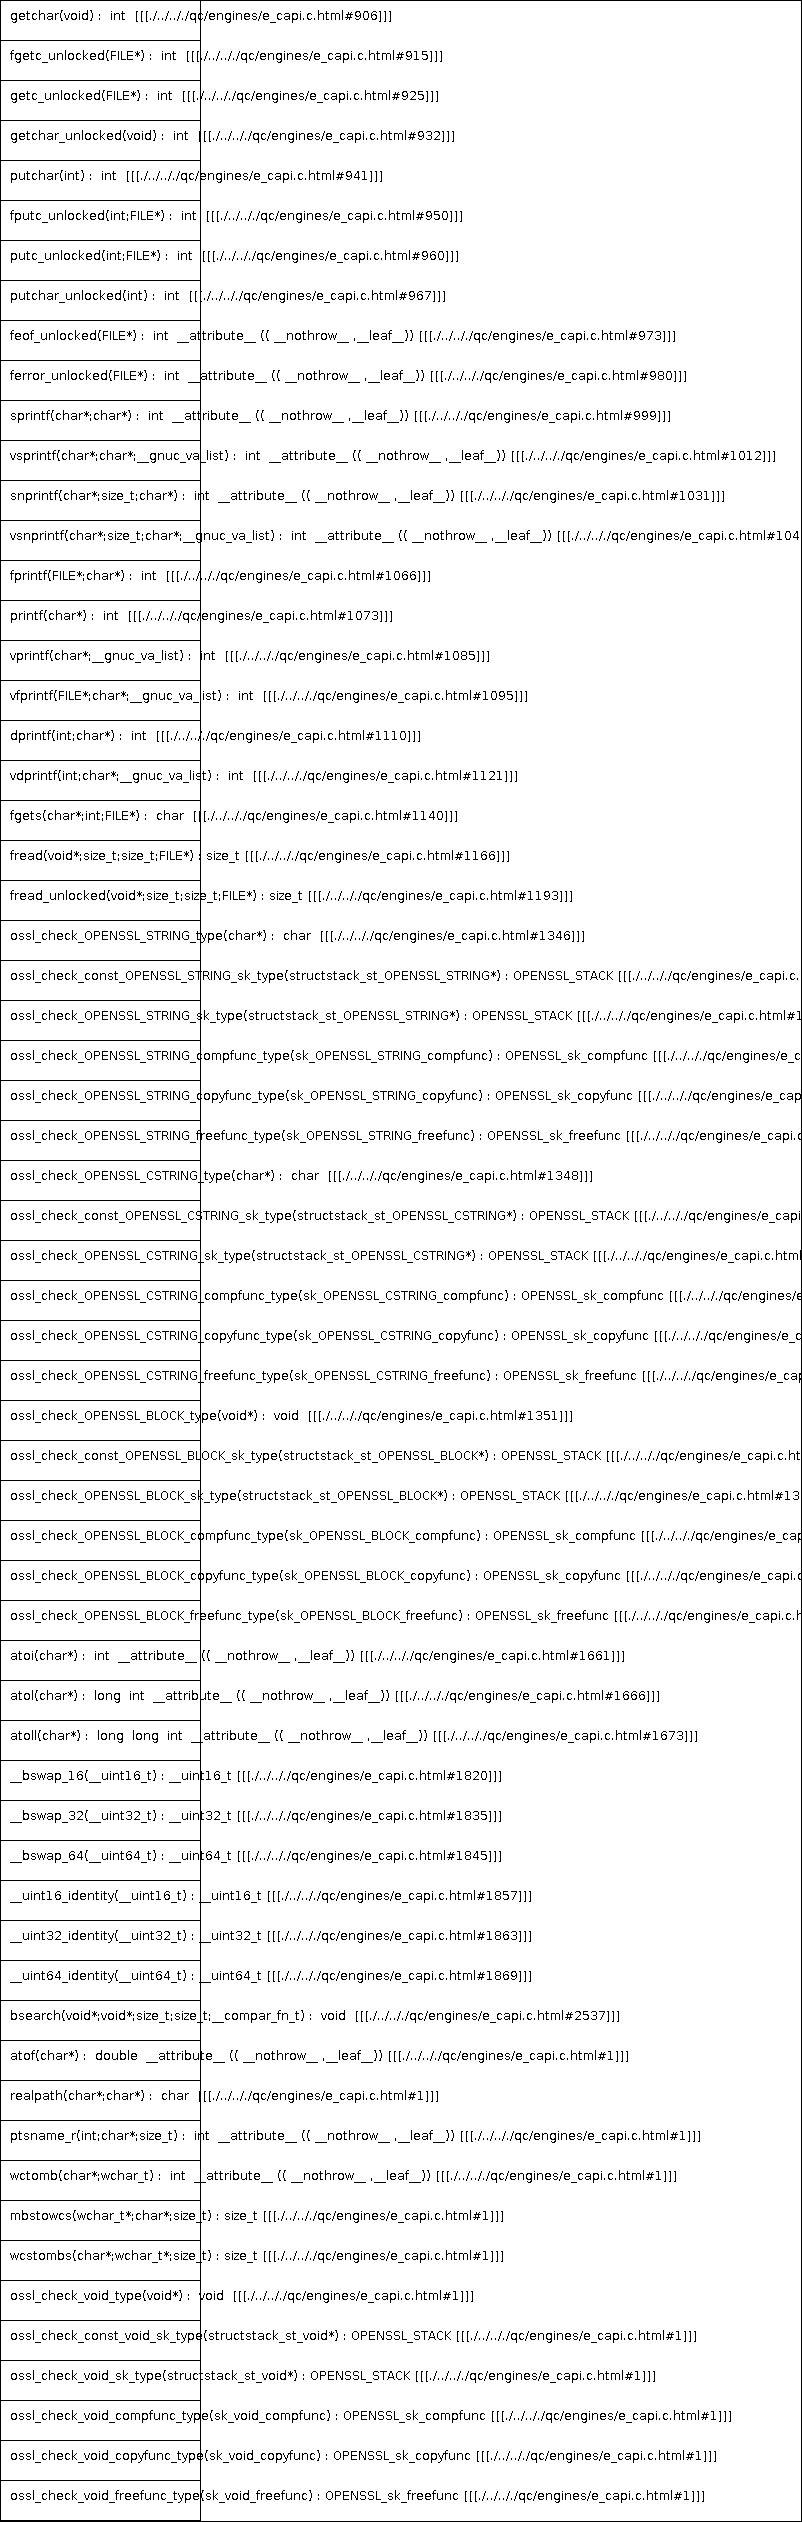 getchar(void) :  int  [[[./../.././qc/engines/e_capi.c.html#906]]]
fgetc_unlocked(FILE*) :  int  [[[./../.././qc/engines/e_capi.c.html#915]]]
getc_unlocked(FILE*) :  int  [[[./../.././qc/engines/e_capi.c.html#925]]]
getchar_unlocked(void) :  int  [[[./../.././qc/engines/e_capi.c.html#932]]]
putchar(int) :  int  [[[./../.././qc/engines/e_capi.c.html#941]]]
fputc_unlocked(int;FILE*) :  int  [[[./../.././qc/engines/e_capi.c.html#950]]]
putc_unlocked(int;FILE*) :  int  [[[./../.././qc/engines/e_capi.c.html#960]]]
putchar_unlocked(int) :  int  [[[./../.././qc/engines/e_capi.c.html#967]]]
feof_unlocked(FILE*) :  int  __attribute__ (( __nothrow__ ,__leaf__)) [[[./../.././qc/engines/e_capi.c.html#973]]]
ferror_unlocked(FILE*) :  int  __attribute__ (( __nothrow__ ,__leaf__)) [[[./../.././qc/engines/e_capi.c.html#980]]]
sprintf(char*;char*) :  int  __attribute__ (( __nothrow__ ,__leaf__)) [[[./../.././qc/engines/e_capi.c.html#999]]]
vsprintf(char*;char*;__gnuc_va_list) :  int  __attribute__ (( __nothrow__ ,__leaf__)) [[[./../.././qc/engines/e_capi.c.html#1012]]]
snprintf(char*;size_t;char*) :  int  __attribute__ (( __nothrow__ ,__leaf__)) [[[./../.././qc/engines/e_capi.c.html#1031]]]
vsnprintf(char*;size_t;char*;__gnuc_va_list) :  int  __attribute__ (( __nothrow__ ,__leaf__)) [[[./../.././qc/engines/e_capi.c.html#104
fprintf(FILE*;char*) :  int  [[[./../.././qc/engines/e_capi.c.html#1066]]]
printf(char*) :  int  [[[./../.././qc/engines/e_capi.c.html#1073]]]
vprintf(char*;__gnuc_va_list) :  int  [[[./../.././qc/engines/e_capi.c.html#1085]]]
vfprintf(FILE*;char*;__gnuc_va_list) :  int  [[[./../.././qc/engines/e_capi.c.html#1095]]]
dprintf(int;char*) :  int  [[[./../.././qc/engines/e_capi.c.html#1110]]]
vdprintf(int;char*;__gnuc_va_list) :  int  [[[./../.././qc/engines/e_capi.c.html#1121]]]
fgets(char*;int;FILE*) :  char  [[[./../.././qc/engines/e_capi.c.html#1140]]]
fread(void*;size_t;size_t;FILE*) : size_t [[[./../.././qc/engines/e_capi.c.html#1166]]]
fread_unlocked(void*;size_t;size_t;FILE*) : size_t [[[./../.././qc/engines/e_capi.c.html#1193]]]
ossl_check_OPENSSL_STRING_type(char*) :  char  [[[./../.././qc/engines/e_capi.c.html#1346]]]
ossl_check_const_OPENSSL_STRING_sk_type(structstack_st_OPENSSL_STRING*) : OPENSSL_STACK [[[./../.././qc/engines/e_capi.c.
ossl_check_OPENSSL_STRING_sk_type(structstack_st_OPENSSL_STRING*) : OPENSSL_STACK [[[./../.././qc/engines/e_capi.c.html#1
ossl_check_OPENSSL_STRING_compfunc_type(sk_OPENSSL_STRING_compfunc) : OPENSSL_sk_compfunc [[[./../.././qc/engines/e_c
ossl_check_OPENSSL_STRING_copyfunc_type(sk_OPENSSL_STRING_copyfunc) : OPENSSL_sk_copyfunc [[[./../.././qc/engines/e_cap
ossl_check_OPENSSL_STRING_freefunc_type(sk_OPENSSL_STRING_freefunc) : OPENSSL_sk_freefunc [[[./../.././qc/engines/e_capi.c
ossl_check_OPENSSL_CSTRING_type(char*) :  char  [[[./../.././qc/engines/e_capi.c.html#1348]]]
ossl_check_const_OPENSSL_CSTRING_sk_type(structstack_st_OPENSSL_CSTRING*) : OPENSSL_STACK [[[./../.././qc/engines/e_capi
ossl_check_OPENSSL_CSTRING_sk_type(structstack_st_OPENSSL_CSTRING*) : OPENSSL_STACK [[[./../.././qc/engines/e_capi.c.html
ossl_check_OPENSSL_CSTRING_compfunc_type(sk_OPENSSL_CSTRING_compfunc) : OPENSSL_sk_compfunc [[[./../.././qc/engines/e
ossl_check_OPENSSL_CSTRING_copyfunc_type(sk_OPENSSL_CSTRING_copyfunc) : OPENSSL_sk_copyfunc [[[./../.././qc/engines/e_c
ossl_check_OPENSSL_CSTRING_freefunc_type(sk_OPENSSL_CSTRING_freefunc) : OPENSSL_sk_freefunc [[[./../.././qc/engines/e_cap
ossl_check_OPENSSL_BLOCK_type(void*) :  void  [[[./../.././qc/engines/e_capi.c.html#1351]]]
ossl_check_const_OPENSSL_BLOCK_sk_type(structstack_st_OPENSSL_BLOCK*) : OPENSSL_STACK [[[./../.././qc/engines/e_capi.c.ht
ossl_check_OPENSSL_BLOCK_sk_type(structstack_st_OPENSSL_BLOCK*) : OPENSSL_STACK [[[./../.././qc/engines/e_capi.c.html#13
ossl_check_OPENSSL_BLOCK_compfunc_type(sk_OPENSSL_BLOCK_compfunc) : OPENSSL_sk_compfunc [[[./../.././qc/engines/e_cap
ossl_check_OPENSSL_BLOCK_copyfunc_type(sk_OPENSSL_BLOCK_copyfunc) : OPENSSL_sk_copyfunc [[[./../.././qc/engines/e_capi.c
ossl_check_OPENSSL_BLOCK_freefunc_type(sk_OPENSSL_BLOCK_freefunc) : OPENSSL_sk_freefunc [[[./../.././qc/engines/e_capi.c.h
atoi(char*) :  int  __attribute__ (( __nothrow__ ,__leaf__)) [[[./../.././qc/engines/e_capi.c.html#1661]]]
atol(char*) :  long  int  __attribute__ (( __nothrow__ ,__leaf__)) [[[./../.././qc/engines/e_capi.c.html#1666]]]
atoll(char*) :  long  long  int  __attribute__ (( __nothrow__ ,__leaf__)) [[[./../.././qc/engines/e_capi.c.html#1673]]]
__bswap_16(__uint16_t) : __uint16_t [[[./../.././qc/engines/e_capi.c.html#1820]]]
__bswap_32(__uint32_t) : __uint32_t [[[./../.././qc/engines/e_capi.c.html#1835]]]
__bswap_64(__uint64_t) : __uint64_t [[[./../.././qc/engines/e_capi.c.html#1845]]]
__uint16_identity(__uint16_t) : __uint16_t [[[./../.././qc/engines/e_capi.c.html#1857]]]
__uint32_identity(__uint32_t) : __uint32_t [[[./../.././qc/engines/e_capi.c.html#1863]]]
__uint64_identity(__uint64_t) : __uint64_t [[[./../.././qc/engines/e_capi.c.html#1869]]]
bsearch(void*;void*;size_t;size_t;__compar_fn_t) :  void  [[[./../.././qc/engines/e_capi.c.html#2537]]]
atof(char*) :  double  __attribute__ (( __nothrow__ ,__leaf__)) [[[./../.././qc/engines/e_capi.c.html#1]]]
realpath(char*;char*) :  char  [[[./../.././qc/engines/e_capi.c.html#1]]]
ptsname_r(int;char*;size_t) :  int  __attribute__ (( __nothrow__ ,__leaf__)) [[[./../.././qc/engines/e_capi.c.html#1]]]
wctomb(char*;wchar_t) :  int  __attribute__ (( __nothrow__ ,__leaf__)) [[[./../.././qc/engines/e_capi.c.html#1]]]
mbstowcs(wchar_t*;char*;size_t) : size_t [[[./../.././qc/engines/e_capi.c.html#1]]]
wcstombs(char*;wchar_t*;size_t) : size_t [[[./../.././qc/engines/e_capi.c.html#1]]]
ossl_check_void_type(void*) :  void  [[[./../.././qc/engines/e_capi.c.html#1]]]
ossl_check_const_void_sk_type(structstack_st_void*) : OPENSSL_STACK [[[./../.././qc/engines/e_capi.c.html#1]]]
ossl_check_void_sk_type(structstack_st_void*) : OPENSSL_STACK [[[./../.././qc/engines/e_capi.c.html#1]]]
ossl_check_void_compfunc_type(sk_void_compfunc) : OPENSSL_sk_compfunc [[[./../.././qc/engines/e_capi.c.html#1]]]
ossl_check_void_copyfunc_type(sk_void_copyfunc) : OPENSSL_sk_copyfunc [[[./../.././qc/engines/e_capi.c.html#1]]]
ossl_check_void_freefunc_type(sk_void_freefunc) : OPENSSL_sk_freefunc [[[./../.././qc/engines/e_capi.c.html#1]]]